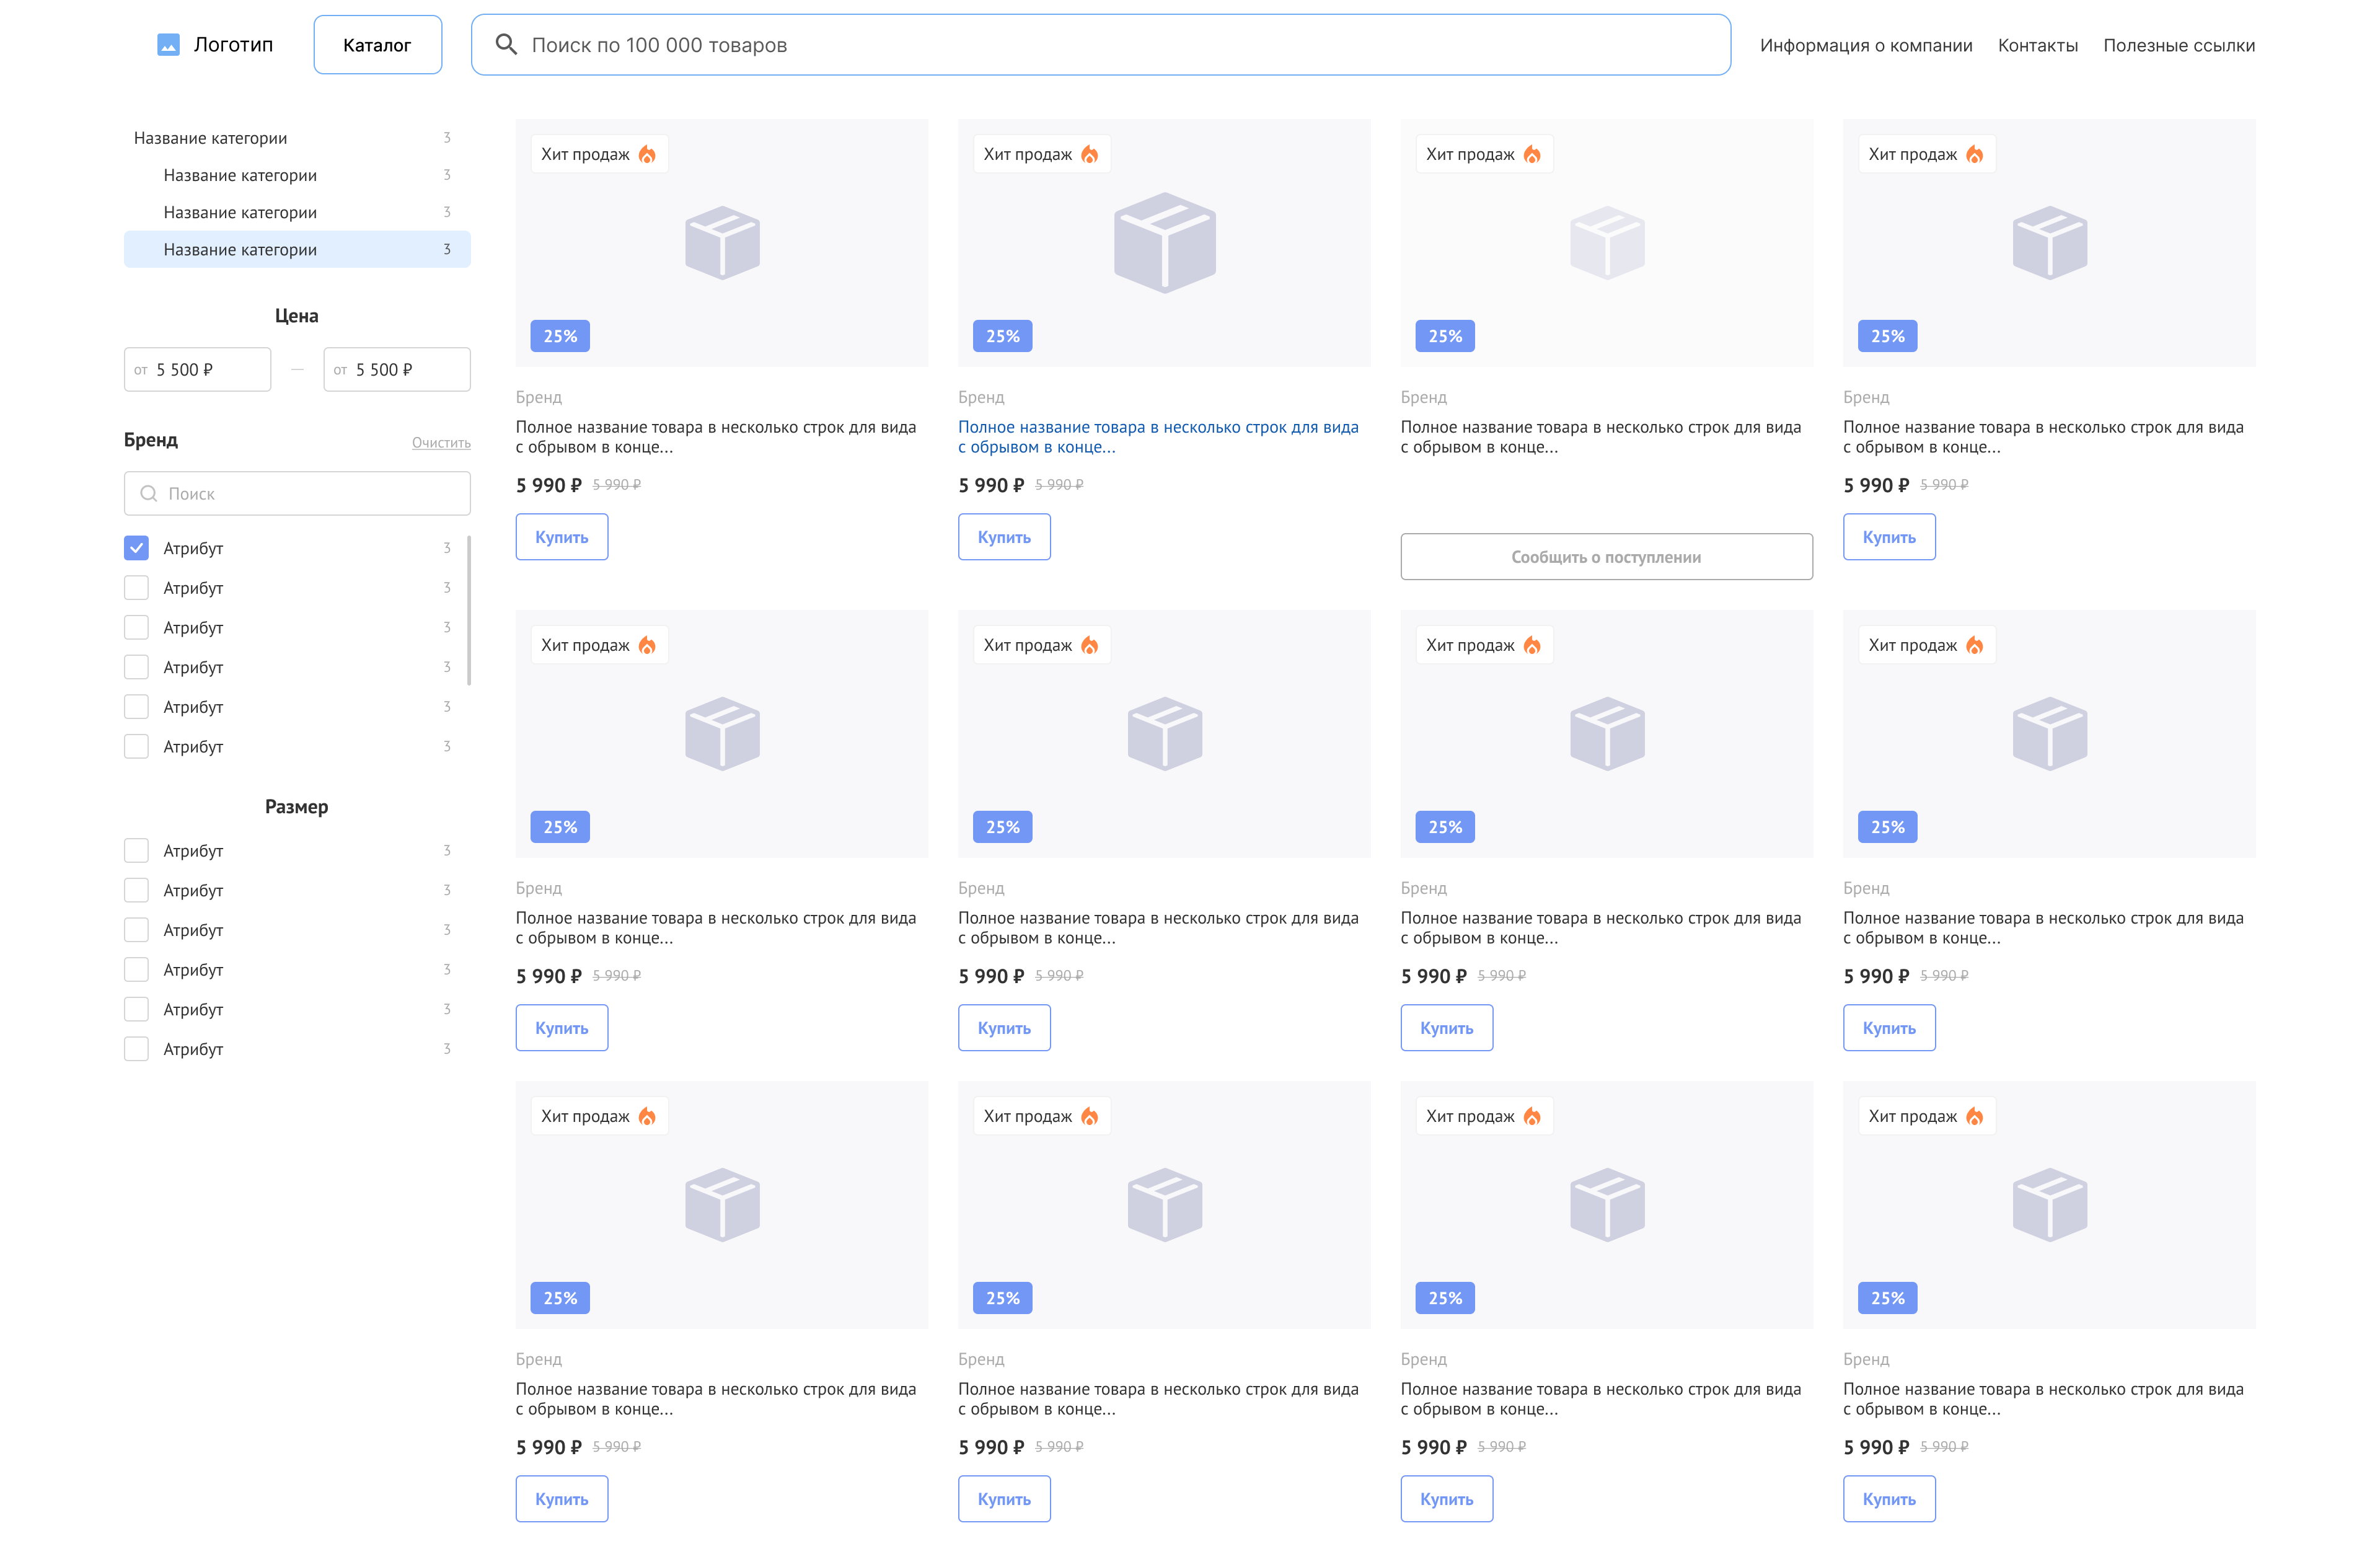 Логотип
Каталог
Поиск по 100 000 товаров
Информация о компании
Контакты
Полезные ссылки
Название категории 3
Название категории 3
Название категории 3
Название категории 3
Цена
от 5 500 ₽ — от 5 500 ₽
Бренд Очистить
Поиск
Атрибут 3
Атрибут 3
Атрибут 3
Атрибут 3
Атрибут 3
Атрибут 3
Размер
Атрибут 3
Атрибут 3
Атрибут 3
Атрибут 3
Атрибут 3
Атрибут 3
Хит продаж
25%
Бренд
Полное название товара в несколько строк для вида
с обрывом в конце...
5 990 ₽ 5 990 ₽
Купить
Хит продаж
25%
Бренд
Полное название товара в несколько строк для вида
с обрывом в конце...
5 990 ₽ 5 990 ₽
Купить
Хит продаж
25%
Бренд
Полное название товара в несколько строк для вида
с обрывом в конце...
Сообщить о поступлении
Хит продаж
25%
Бренд
Полное название товара в несколько строк для вида
с обрывом в конце...
5 990 ₽ 5 990 ₽
Купить
Хит продаж
25%
Бренд
Полное название товара в несколько строк для вида
с обрывом в конце...
5 990 ₽ 5 990 ₽
Купить
Хит продаж
25%
Бренд
Полное название товара в несколько строк для вида
с обрывом в конце...
5 990 ₽ 5 990 ₽
Купить
Хит продаж
25%
Бренд
Полное название товара в несколько строк для вида
с обрывом в конце...
5 990 ₽ 5 990 ₽
Купить
Хит продаж
25%
Бренд
Полное название товара в несколько строк для вида
с обрывом в конце...
5 990 ₽ 5 990 ₽
Купить
Хит продаж
25%
Бренд
Полное название товара в несколько строк для вида
с обрывом в конце...
5 990 ₽ 5 990 ₽
Купить
Хит продаж
25%
Бренд
Полное название товара в несколько строк для вида
с обрывом в конце...
5 990 ₽ 5 990 ₽
Купить
Хит продаж
25%
Бренд
Полное название товара в несколько строк для вида
с обрывом в конце...
5 990 ₽ 5 990 ₽
Купить
Хит продаж
25%
Бренд
Полное название товара в несколько строк для вида
с обрывом в конце...
5 990 ₽ 5 990 ₽
Купить